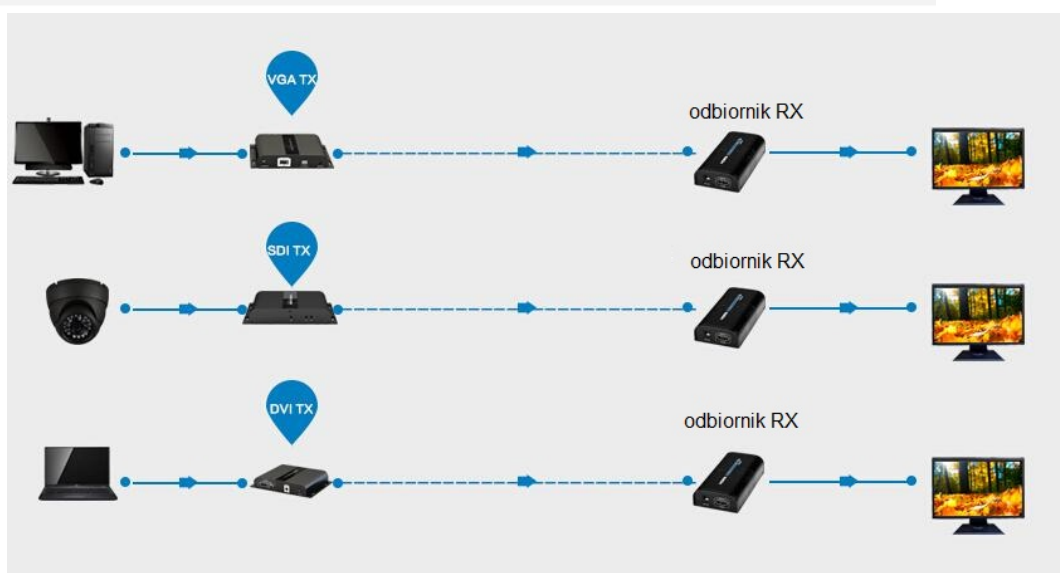 VGA TX
odbiornik RX
SDI TX
odbiornik RX
DVI TX
odbiornik RX